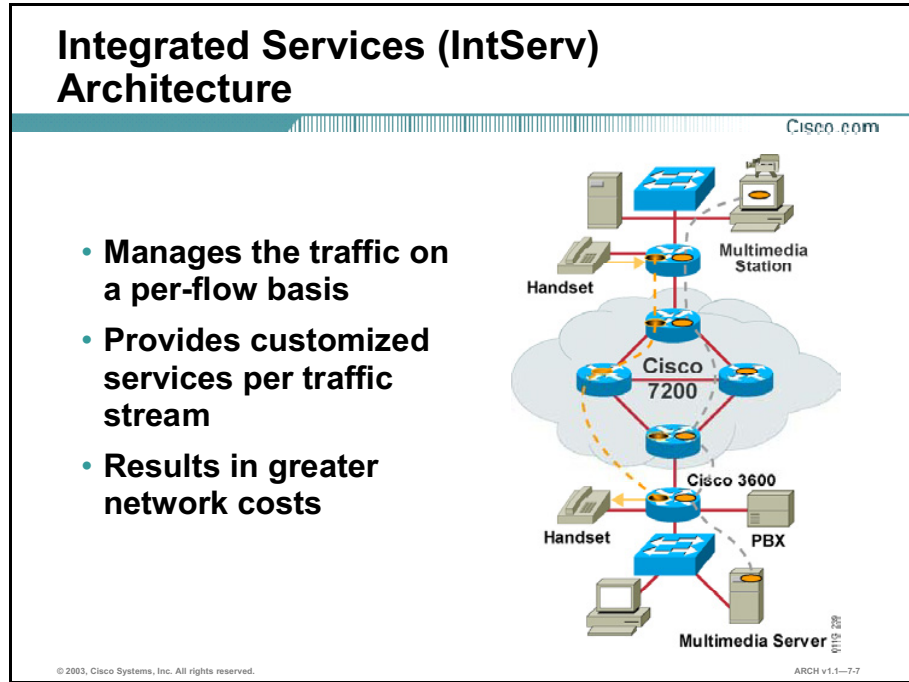 Integrated Services (IntServ)
Architecture
Cisco.com
• Manages the traffic on
a per-flow basis
• Provides customized
services per traffic
stream
• Results in greater
network costs
Multimedia
Station
Handset
Cisco
7200
Cisco 3600
Handset
PBX
Multimedia Server
© 2003, Cisco Systems, Inc. All rights reserved.
ARCH v1.1—7-7